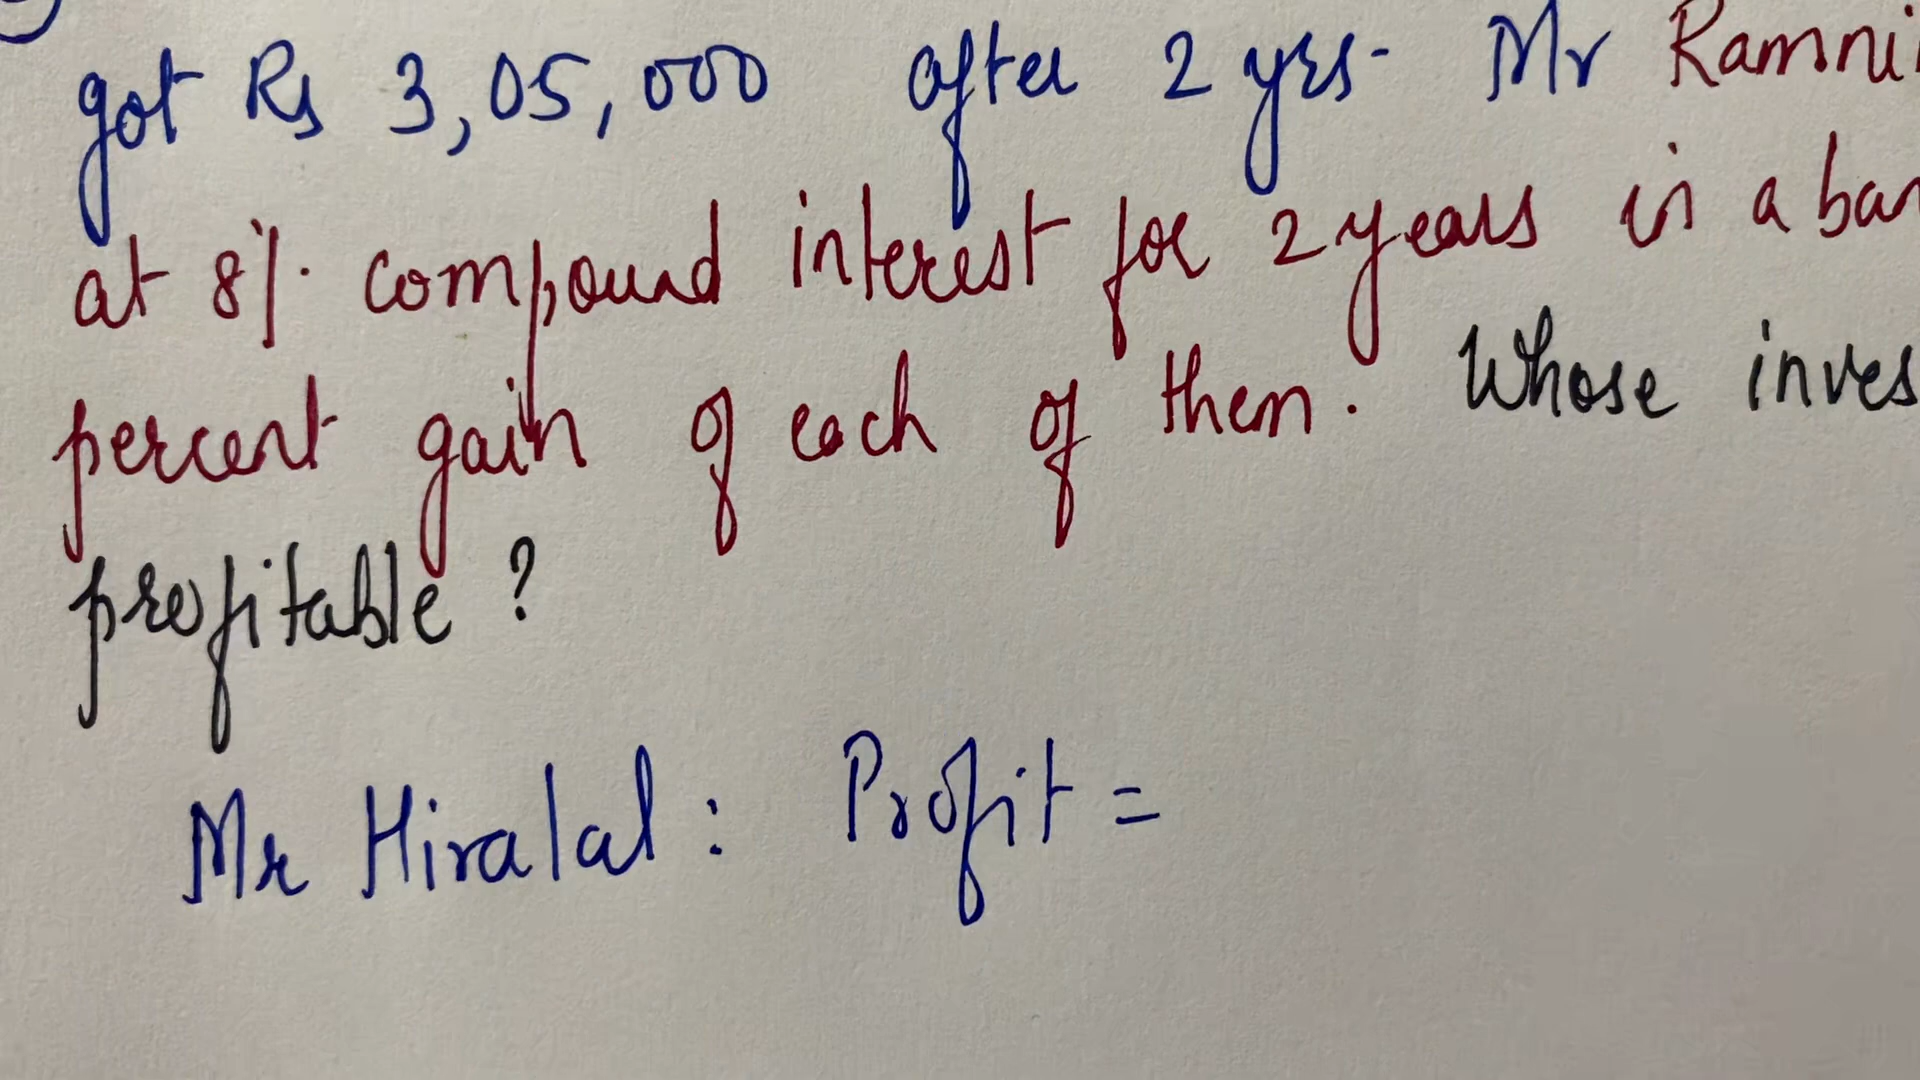 got Rs 3,05,000 after 2 yrs. Mr
at 8% compound interest for 2 years in a
percent gain of each of them. Whose
profitable ?
Mr Hiralal : Profit =